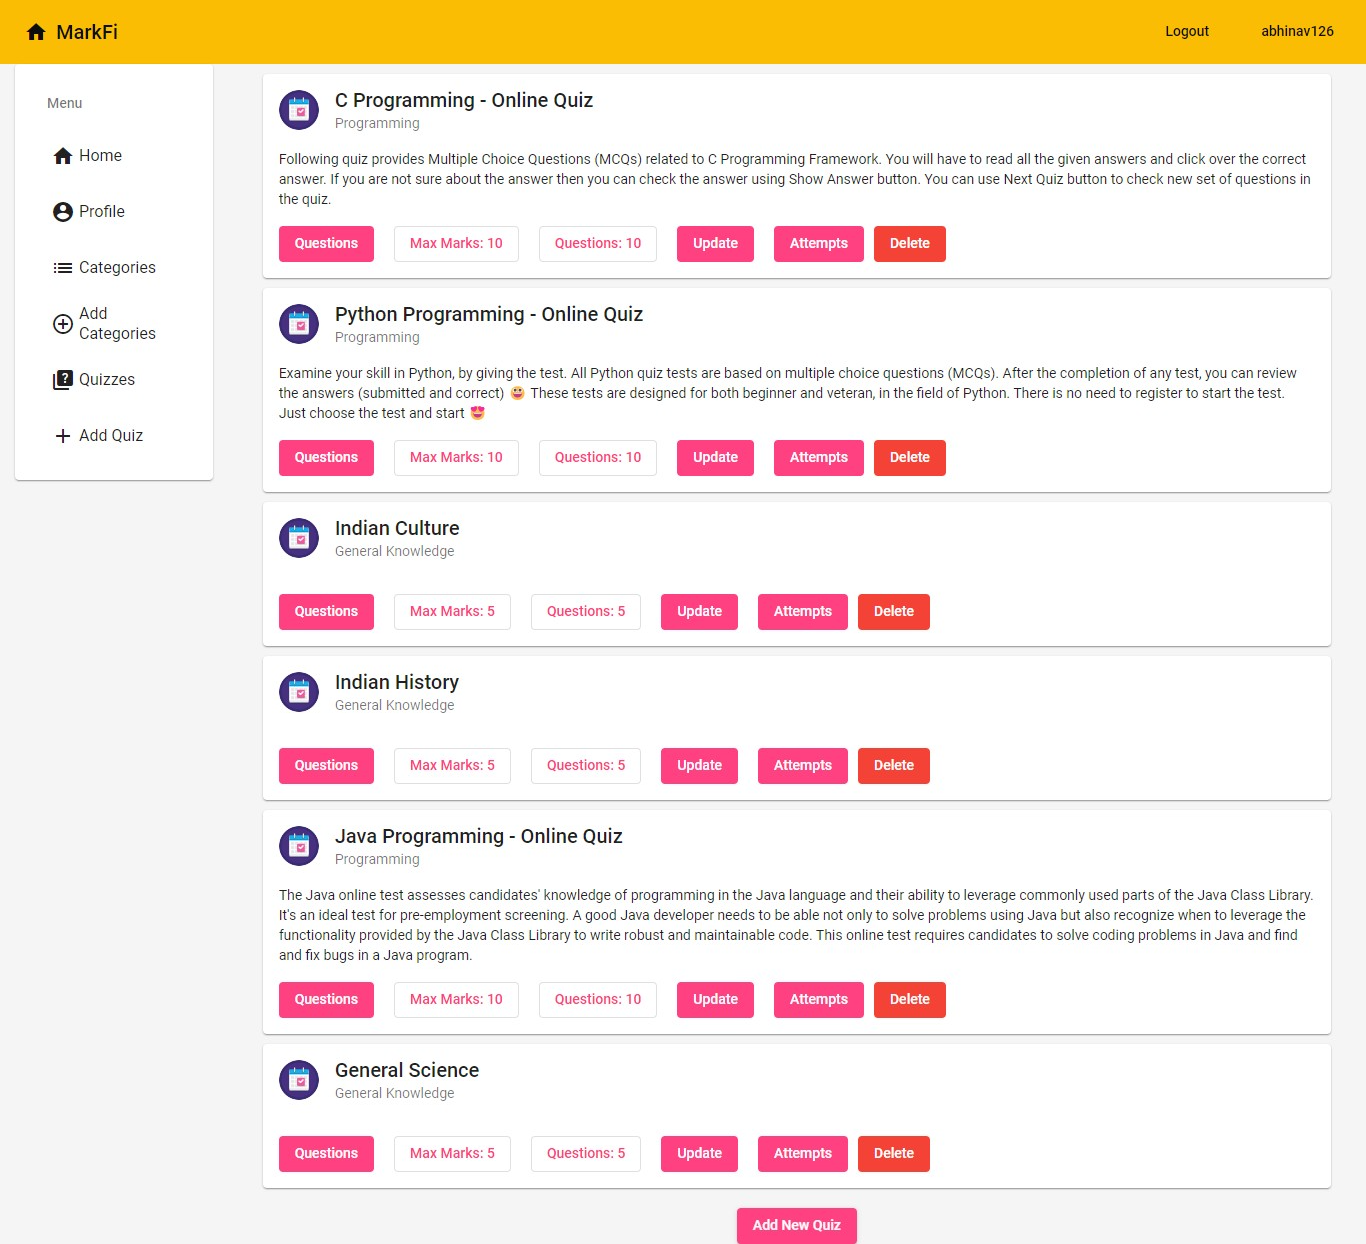 MarkFi
Logout
abhinav126
Menu
Home
Profile
Categories
Add
Categories
Quizzes
Add Quiz
C Programming - Online Quiz
Programming
Following quiz provides Multiple Choice Questions (MCQs) related to C Programming Framework. You will have to read all the given answers and click over the correct
answer. If you are not sure about the answer then you can check the answer using Show Answer button. You can use Next Quiz button to check new set of questions in
the quiz.
Questions
Max Marks: 10
Questions: 10
Update
Attempts
Delete
Python Programming - Online Quiz
Programming
Examine your skill in Python, by giving the test. All Python quiz tests are based on multiple choice questions (MCQs). After the completion of any test, you can review
the answers (submitted and correct) 😀 These tests are designed for both beginner and veteran, in the field of Python. There is no need to register to start the test.
Just choose the test and start 😍
Questions
Max Marks: 10
Questions: 10
Update
Attempts
Delete
Indian Culture
General Knowledge
Questions
Max Marks: 5
Questions: 5
Update
Attempts
Delete
Indian History
General Knowledge
Questions
Max Marks: 5
Questions: 5
Update
Attempts
Delete
Java Programming - Online Quiz
Programming
The Java online test assesses candidates' knowledge of programming in the Java language and their ability to leverage commonly used parts of the Java Class Library.
It's an ideal test for pre-employment screening. A good Java developer needs to be able not only to solve problems using Java but also recognize when to leverage the
functionality provided by the Java Class Library to write robust and maintainable code. This online test requires candidates to solve coding problems in Java and find
and fix bugs in a Java program.
Questions
Max Marks: 10
Questions: 10
Update
Attempts
Delete
General Science
General Knowledge
Questions
Max Marks: 5
Questions: 5
Update
Attempts
Delete
Add New Quiz